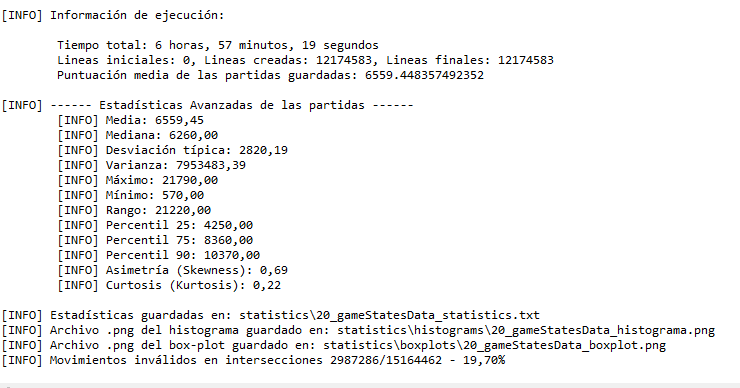 [INFO] Información de ejecución:
Tiempo total: 6 horas, 57 minutos, 19 segundos
Lineas iniciales: 0, Lineas creadas: 12174583, Lineas finales: 12174583
Puntuación media de las partidas guardadas: 6559.448357492352
[INFO] ------ Estadísticas Avanzadas de las partidas ------
[INFO] Media: 6559,45
[INFO] Mediana: 6260,00
[INFO] Desviación típica: 2820,19
[INFO] Varianza: 7953483,39
[INFO] Máximo: 21790,00
[INFO] Mínimo: 570,00
[INFO] Rango: 21220,00
[INFO] Percentil 25: 4250,00
[INFO] Percentil 75: 8360,00
[INFO] Percentil 90: 10370,00
[INFO] Asimetría (Skewness): 0,69
[INFO] Curtosis (Kurtosis): 0,22
[INFO] Estadísticas guardadas en: statistics\20_gameStatesData_statistics.txt
[INFO] Archivo .png del histograma guardado en: statistics\histograms\20_gameStatesData_histograma.png
[INFO] Archivo .png del box-plot guardado en: statistics\boxplots\20_gameStatesData_boxplot.png
[INFO] Movimientos inválidos en intersecciones 2987286/15164462 - 19,70%